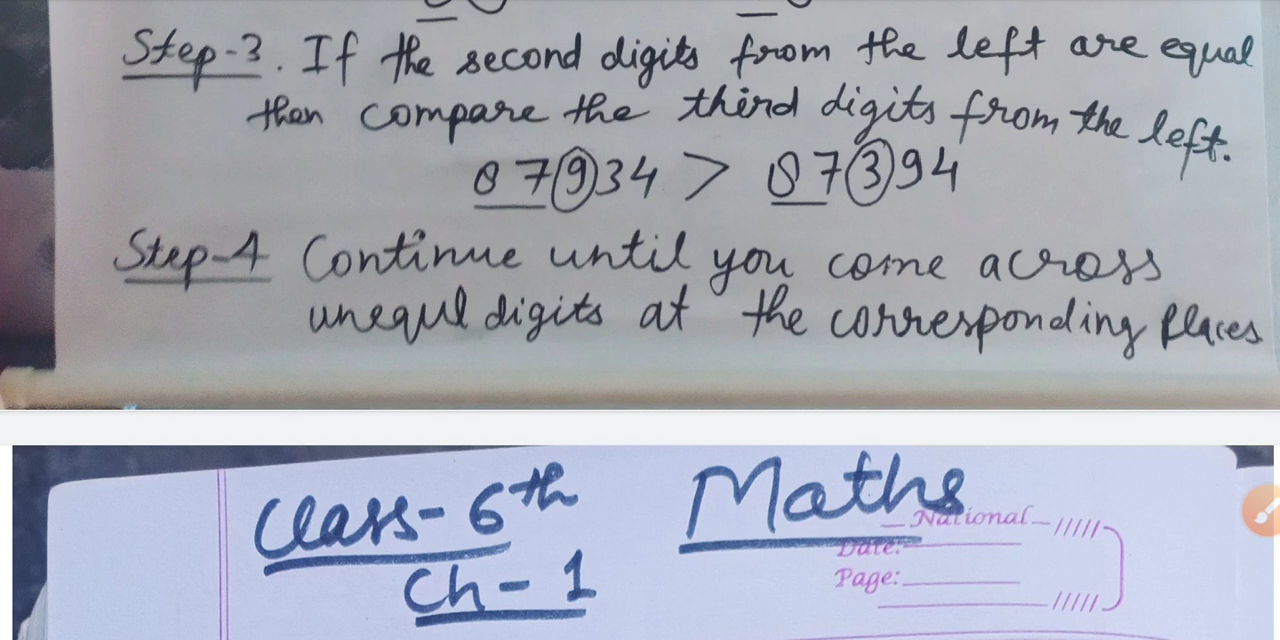 Step-3. If the second digits from the left are equal
then compare the third digits from the left.
87934 > 87394
Step-4 Continue until you come across
unequl digits at the corresponding places
Class-6th Maths
National
Ch-1
Date:
Page: